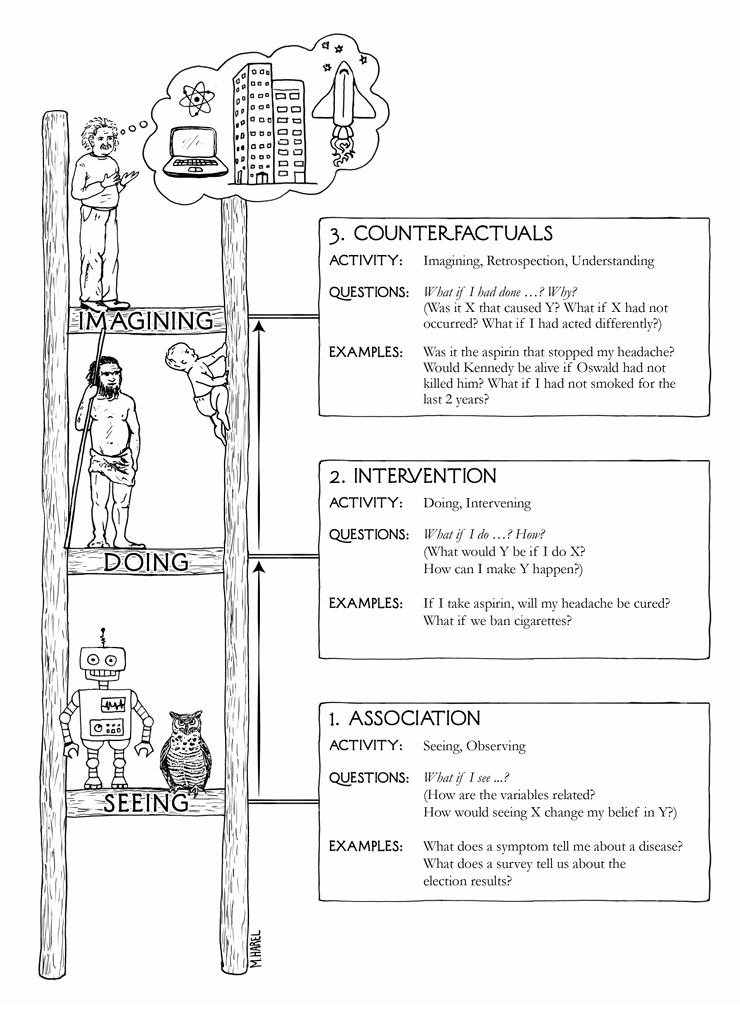 3. COUNTERFACTUALS
ACTIVITY: Imagining, Retrospection, Understanding
QUESTIONS: What if I had done …? Why?
(Was it X that caused Y? What if X had not
occurred? What if I had acted differently?)
EXAMPLES: Was it the aspirin that stopped my headache?
Would Kennedy be alive if Oswald had not
killed him? What if I had not smoked for the
last 2 years?
IMAGINING
2. INTERVENTION
ACTIVITY: Doing, Intervening
QUESTIONS: What if I do …? How?
(What would Y be if I do X?
How can I make Y happen?)
EXAMPLES: If I take aspirin, will my headache be cured?
What if we ban cigarettes?
DOING
1. ASSOCIATION
ACTIVITY: Seeing, Observing
QUESTIONS: What if I see ...?
(How are the variables related?
How would seeing X change my belief in Y?)
EXAMPLES: What does a symptom tell me about a disease?
What does a survey tell us about the
election results?
SEEING
M.HAREL